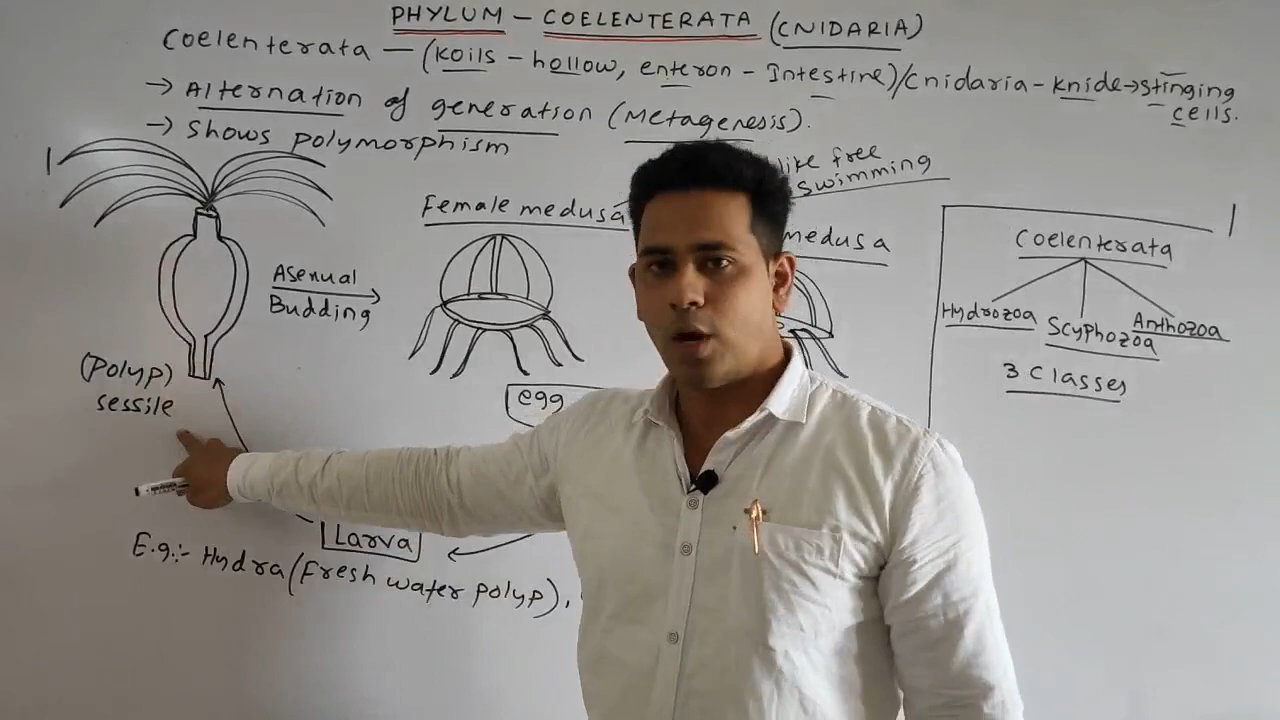 PHYLUM - COELENTERATA (CNIDARIA)
Coelenterata - (Koils - hollow, enteron - Intestine)/Cnidaria - Knide → stinging
cells.
→ Alternation of generation (Metagenesis).
→ Shows polymorphism
like free
swimming
Female medusa
medusa
Asexual
Budding
(Polyp)
sessile
egg
Larva
E.g:- Hydra (Fresh water polyp),
Coelenterata
Hydrozoa
Scyphozoa
Anthozoa
3 Classes